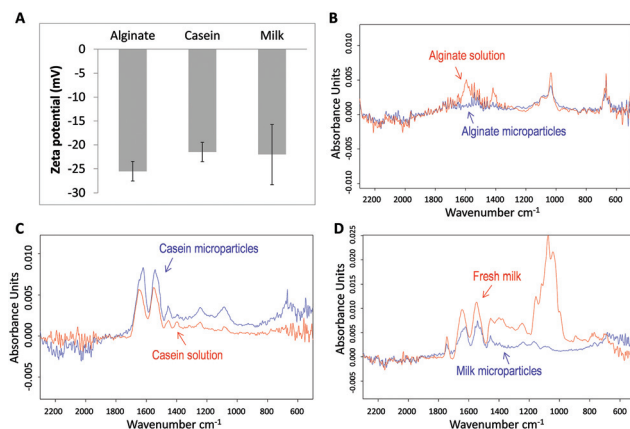 A
Alginate Casein Milk
0
-5
-10
-15
-20
-25
-30
Zeta potential (mV)
B
0.010
0.005
0.000
-0.005
-0.010
Absorbance Units
Alginate solution
Alginate microparticles
2200 2000 1800 1600 1400 1200 1000 800 600
Wavenumber cm-1
C
0.010
0.005
0.000
-0.005
Absorbance Units
Casein microparticles
Casein solution
2200 2000 1800 1600 1400 1200 1000 800 600
Wavenumber cm-1
D
0.025
0.020
0.015
0.010
0.005
0.000
-0.005
Absorbance Units
Fresh milk
Milk microparticles
2200 2000 1800 1600 1400 1200 1000 800 600
Wavenumber cm-1